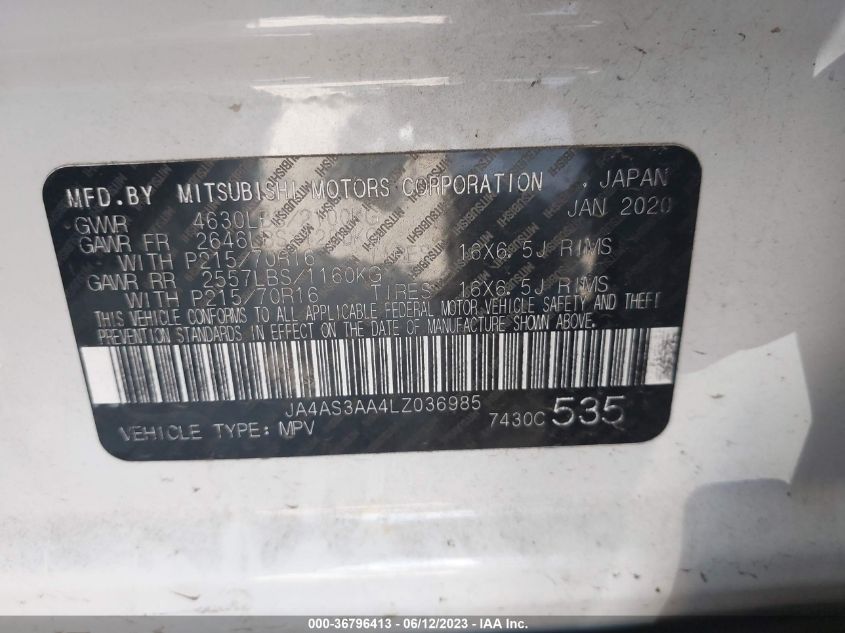 MFD.BY MITSUBISHI MOTORS CORPORATION . JAPAN
GVWR 4630LBS KG JAN 2020
GAWR FR 2646LBS
WITH P215/70R16 16X6.5J RIMS
GAWR RR 2557LBS/1160KG
WITH P215/70R16 TIRES 16X6.5J RIMS
THIS VEHICLE CONFORMS TO ALL APPLICABLE FEDERAL MOTOR VEHICLE SAFETY AND THEFT
PREVENTION STANDARDS IN EFFECT ON THE DATE OF MANUFACTURE SHOWN ABOVE.
JA4AS3AA4LZ036985
VEHICLE TYPE: MPV 7430C 535
000-36796413 - 06/12/2023 - IAA Inc.